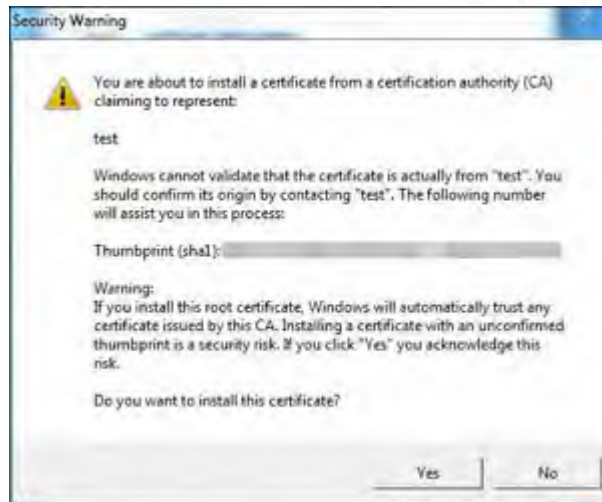 Security Warning
You are about to install a certificate from a certification authority (CA)
claiming to represent:
test
Windows cannot validate that the certificate is actually from "test". You
should confirm its origin by contacting "test". The following number
will assist you in this process:
Thumbprint (sha1):
Warning:
If you install this root certificate, Windows will automatically trust any
certificate issued by this CA. Installing a certificate with an unconfirmed
thumbprint is a security risk. If you click "Yes" you acknowledge this
risk.
Do you want to install this certificate?
Yes No